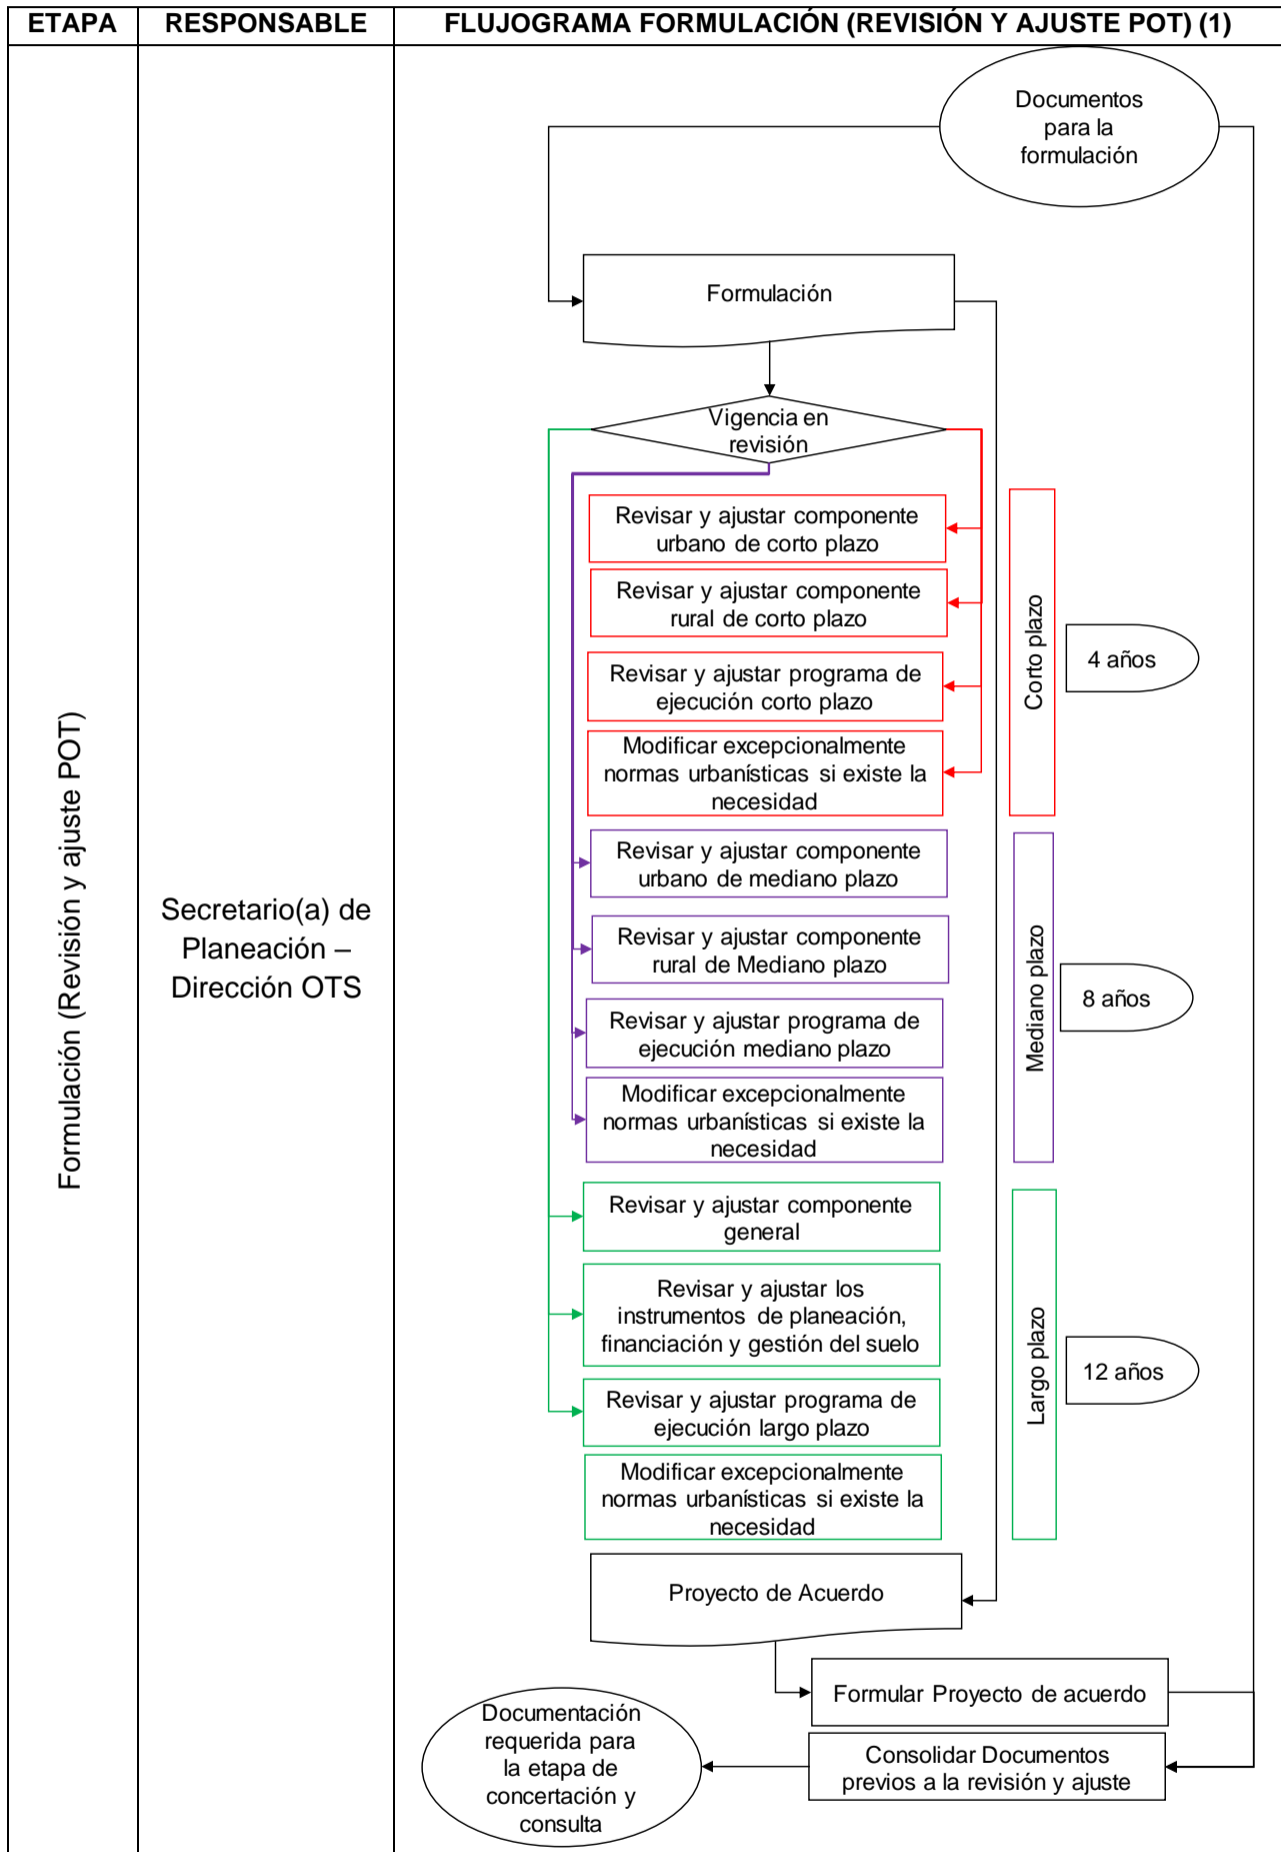 ETAPA
RESPONSABLE
FLUJOGRAMA FORMULACIÓN (REVISIÓN Y AJUSTE POT) (1)
Formulación (Revisión y ajuste POT)
Secretario(a) de
Planeación –
Dirección OTS
Documentos
para la
formulación
Formulación
Vigencia en
revisión
Revisar y ajustar componente
urbano de corto plazo
Revisar y ajustar componente
rural de corto plazo
Revisar y ajustar programa de
ejecución corto plazo
Modificar excepcionalmente
normas urbanísticas si existe la
necesidad
Corto plazo
4 años
Revisar y ajustar componente
urbano de mediano plazo
Revisar y ajustar componente
rural de Mediano plazo
Revisar y ajustar programa de
ejecución mediano plazo
Modificar excepcionalmente
normas urbanísticas si existe la
necesidad
Mediano plazo
8 años
Revisar y ajustar componente
general
Revisar y ajustar los
instrumentos de planeación,
financiación y gestión del suelo
Revisar y ajustar programa de
ejecución largo plazo
Modificar excepcionalmente
normas urbanísticas si existe la
necesidad
Largo plazo
12 años
Proyecto de Acuerdo
Formular Proyecto de acuerdo
Consolidar Documentos
previos a la revisión y ajuste
Documentación
requerida para
la etapa de
concertación y
consulta